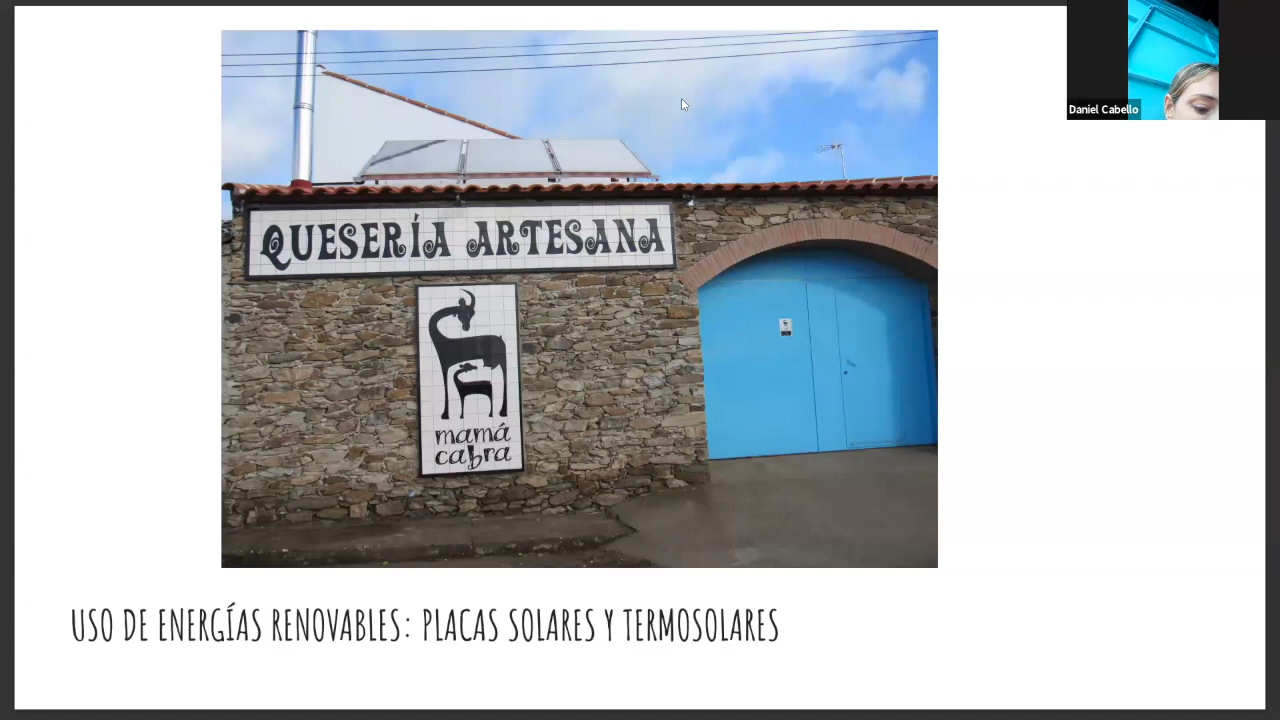 Daniel Cabello
QUESERÍA ARTESANA
mamá
cabra
USO DE ENERGÍAS RENOVABLES: PLACAS SOLARES Y TERMOSOLARES